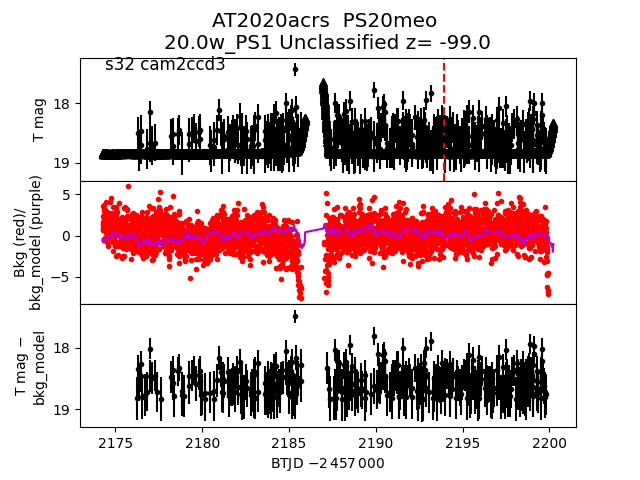 AT2020acrs PS20meo
20.0w_PS1 Unclassified z= -99.0
s32 cam2ccd3
T mag
18
19
Bkg (red)/
bkg_model (purple)
5
0
−5
T mag −
bkg_model
18
19
2175 2180 2185 2190 2195 2200
BTJD −2 457 000